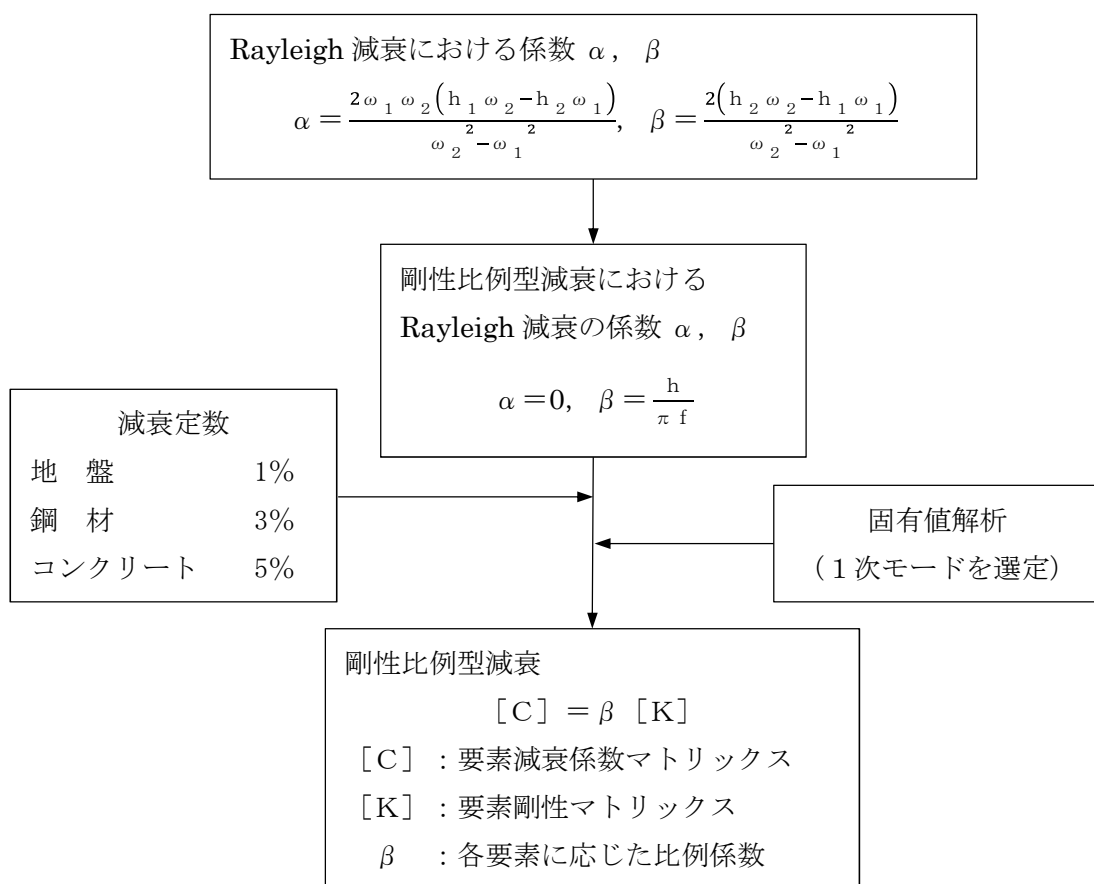 Rayleigh 減衰における係数 α, β
α＝2ω₁ω₂(h₁ω₂−h₂ω₁)/(ω₂²−ω₁²), β＝2(h₂ω₂−h₁ω₁)/(ω₂²−ω₁²)
剛性比例型減衰における
Rayleigh 減衰の係数 α, β
α＝0, β＝h/(πf)
減衰定数
地　盤　1%
鋼　材　3%
コンクリート　5%
固有値解析
（１次モードを選定）
剛性比例型減衰
［C］＝β［K］
［C］：要素減衰係数マトリックス
［K］：要素剛性マトリックス
β　：各要素に応じた比例係数